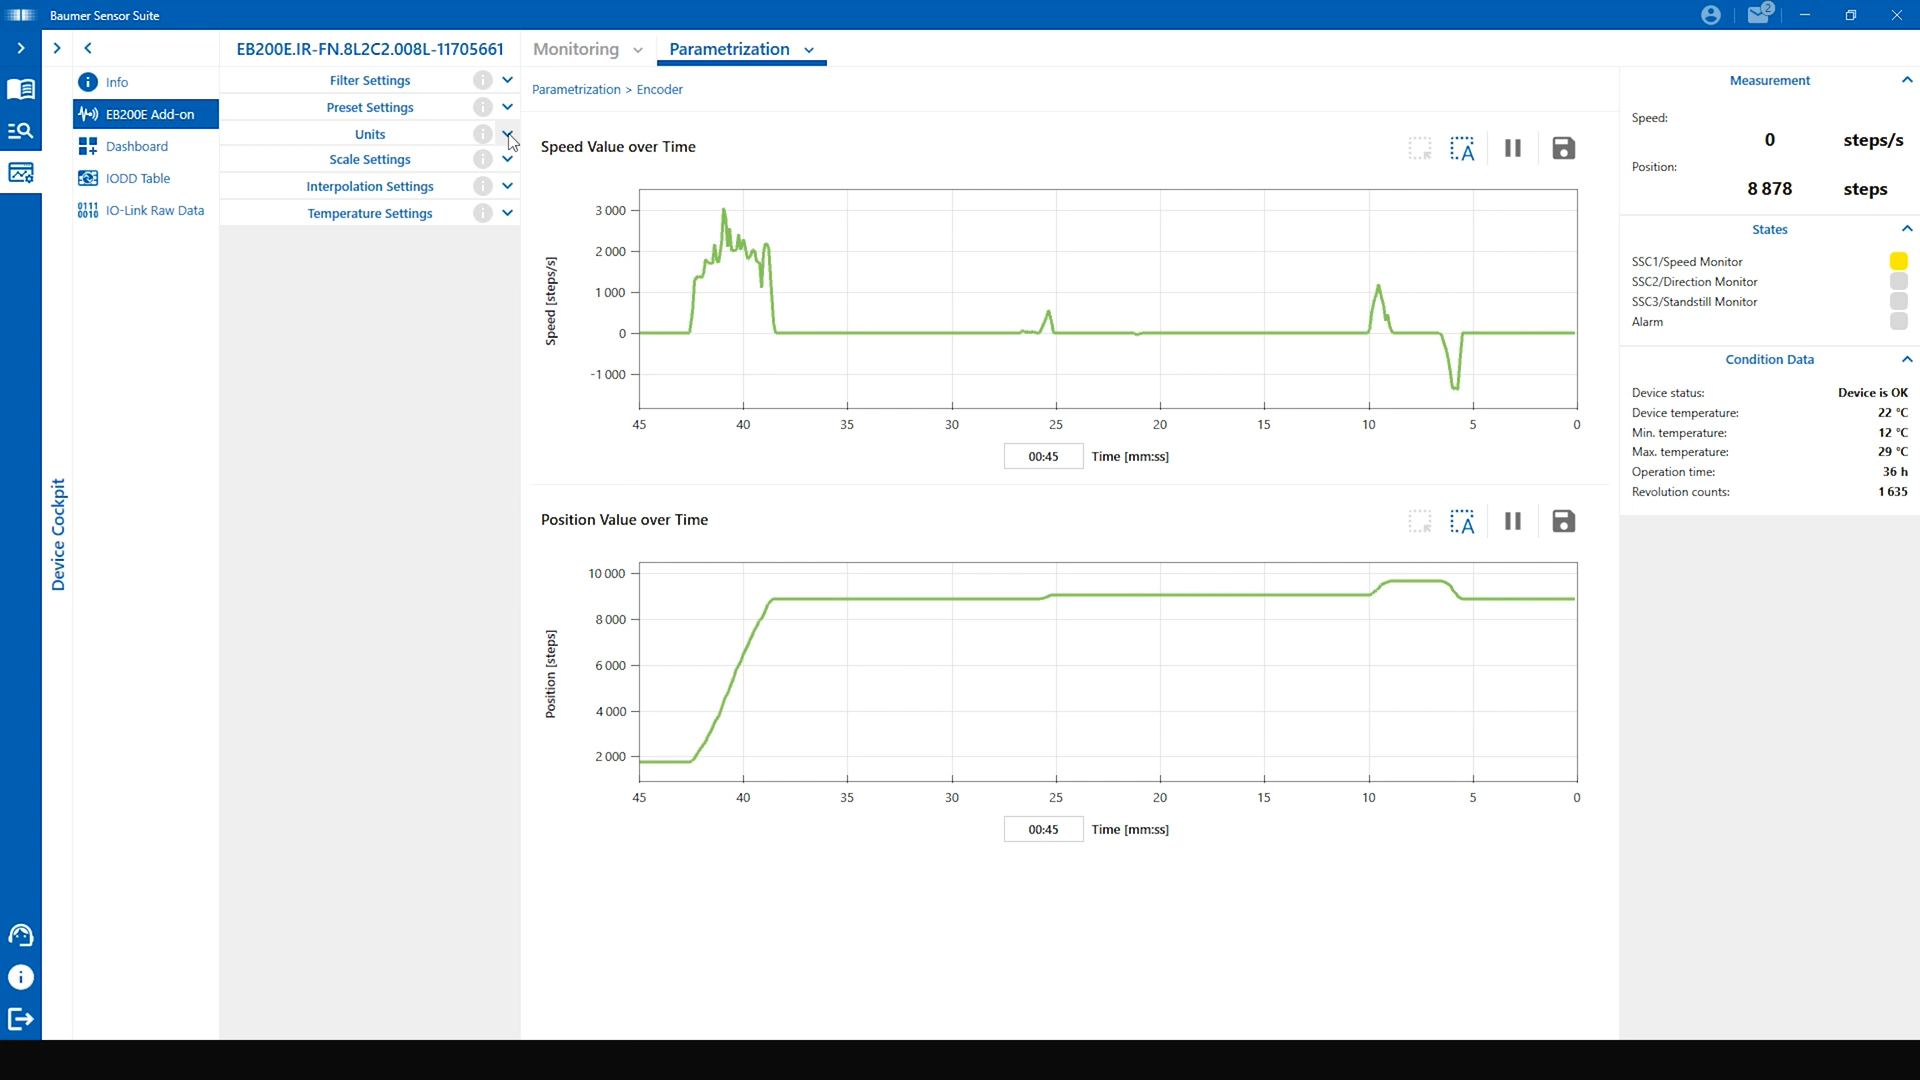 Baumer Sensor Suite
2
EB200E.IR-FN.8L2C2.008L-11705661
Monitoring
Parametrization
Info
EB200E Add-on
Dashboard
IODD Table
IO-Link Raw Data
Device Cockpit
Filter Settings
Preset Settings
Units
Scale Settings
Interpolation Settings
Temperature Settings
Parametrization > Encoder
Speed Value over Time
A
Speed [steps/s]
3 000
2 000
1 000
0
-1 000
45 40 35 30 25 20 15 10 5 0
00:45 Time [mm:ss]
Position Value over Time
A
Position [steps]
10 000
8 000
6 000
4 000
2 000
45 40 35 30 25 20 15 10 5 0
00:45 Time [mm:ss]
Measurement
Speed:
0 steps/s
Position:
8 878 steps
States
SSC1/Speed Monitor
SSC2/Direction Monitor
SSC3/Standstill Monitor
Alarm
Condition Data
Device status: Device is OK
Device temperature: 22 °C
Min. temperature: 12 °C
Max. temperature: 29 °C
Operation time: 36 h
Revolution counts: 1 635